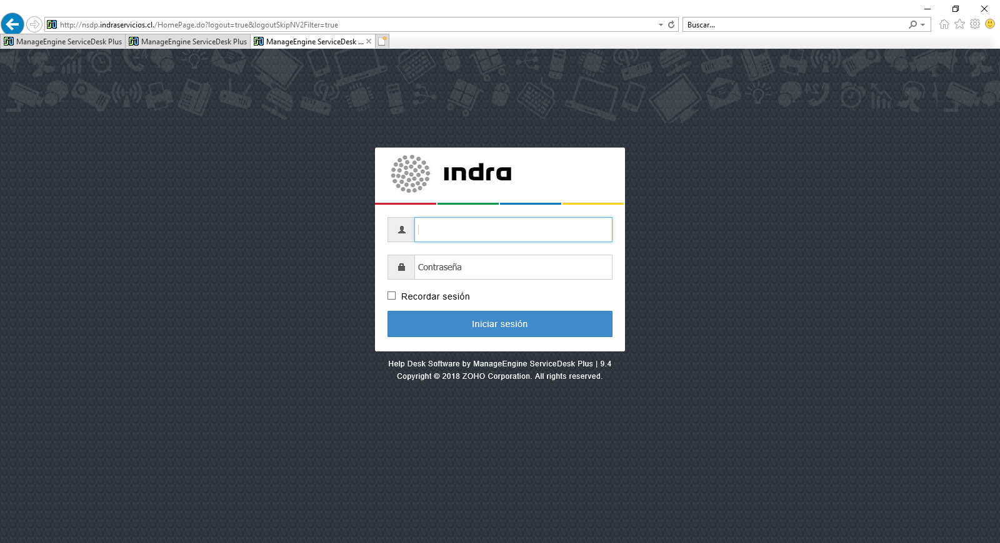 http://nsdp.indraservicios.cl./HomePage.do?logout=true&logoutSkipNV2Filter=true
Buscar...
ManageEngine ServiceDesk Plus
ManageEngine ServiceDesk Plus
ManageEngine ServiceDesk ...
24
24
indra
Contraseña
Recordar sesión
Iniciar sesión
Help Desk Software by ManageEngine ServiceDesk Plus | 9.4
Copyright © 2018 ZOHO Corporation. All rights reserved.